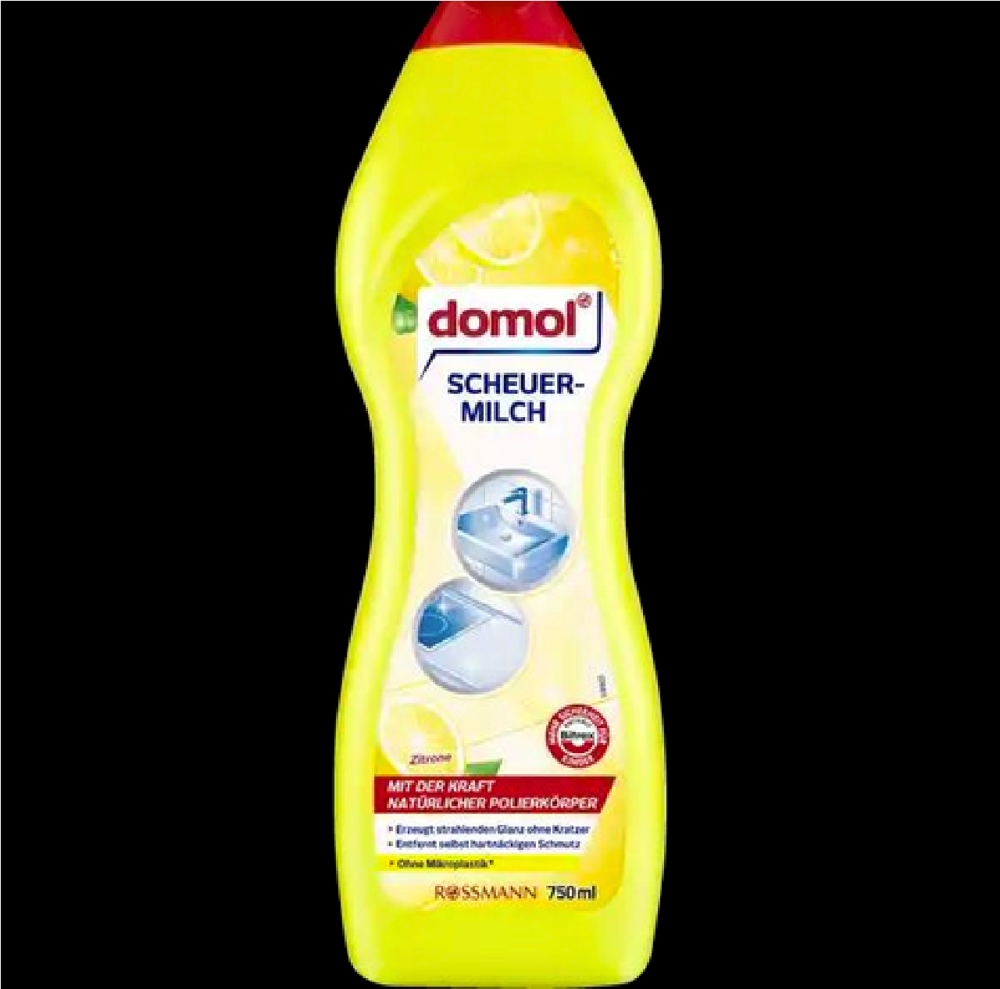 domol
SCHEUER-
MILCH
Bitrex
Zitrone
MIT DER KRAFT
NATÜRLICHER POLIERKÖRPER
• Erzeugt strahlenden Glanz ohne Kratzer
• Entfernt selbst hartnäckigen Schmutz
• Ohne Mikroplastik*
ROSSMANN 750 ml